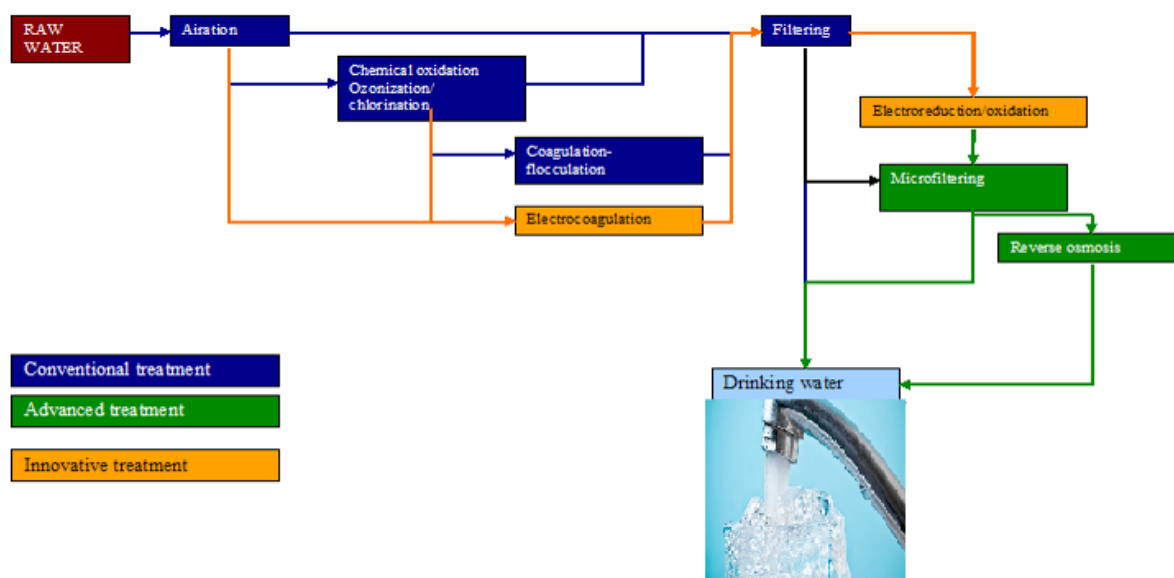 RAW
WATER
Airation
Filtering
Chemical oxidation
Ozonization/
chlorination
Electroreduction/oxidation
Coagulation-
flocculation
Microfiltering
Electrocoagulation
Reverse osmosis
Conventional treatment
Advanced treatment
Innovative treatment
Drinking water